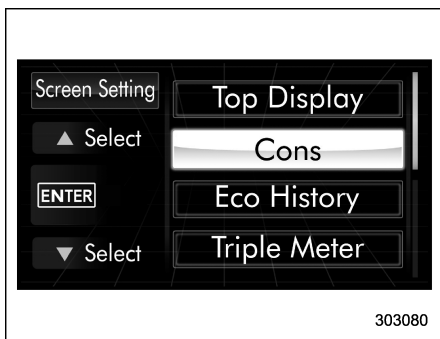 Screen Setting
▲ Select
ENTER
▼ Select
Top Display
Cons
Eco History
Triple Meter
303080